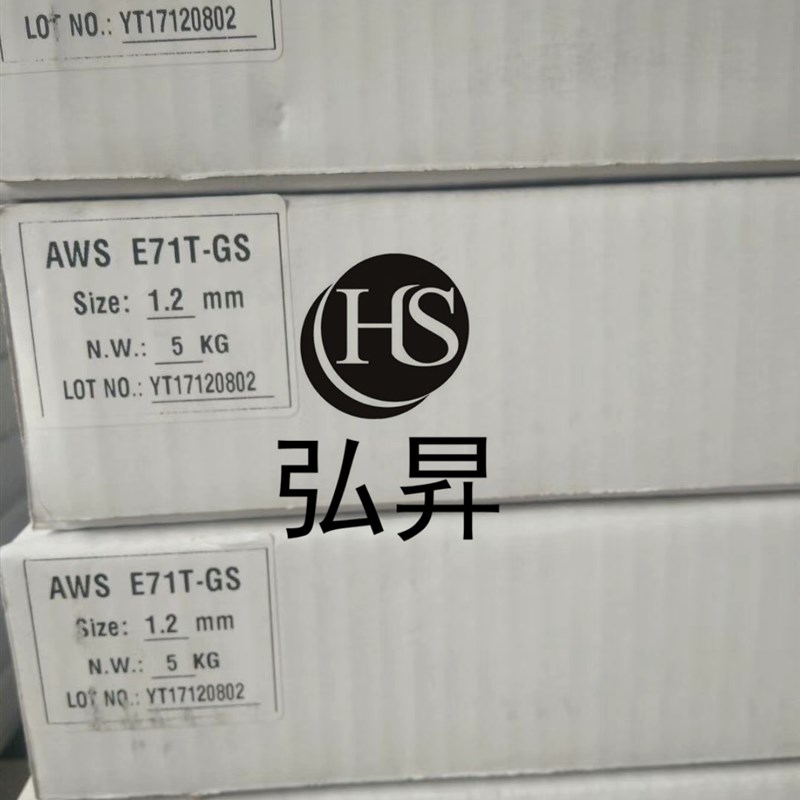 LOT NO.: YT17120802
AWS E71T-GS
Size: 1.2 mm
N.W.: 5 KG
LOT NO.: YT17120802
HS
弘昇
AWS E71T-GS
Size: 1.2 mm
N.W.: 5 KG
LOT NO.: YT17120802